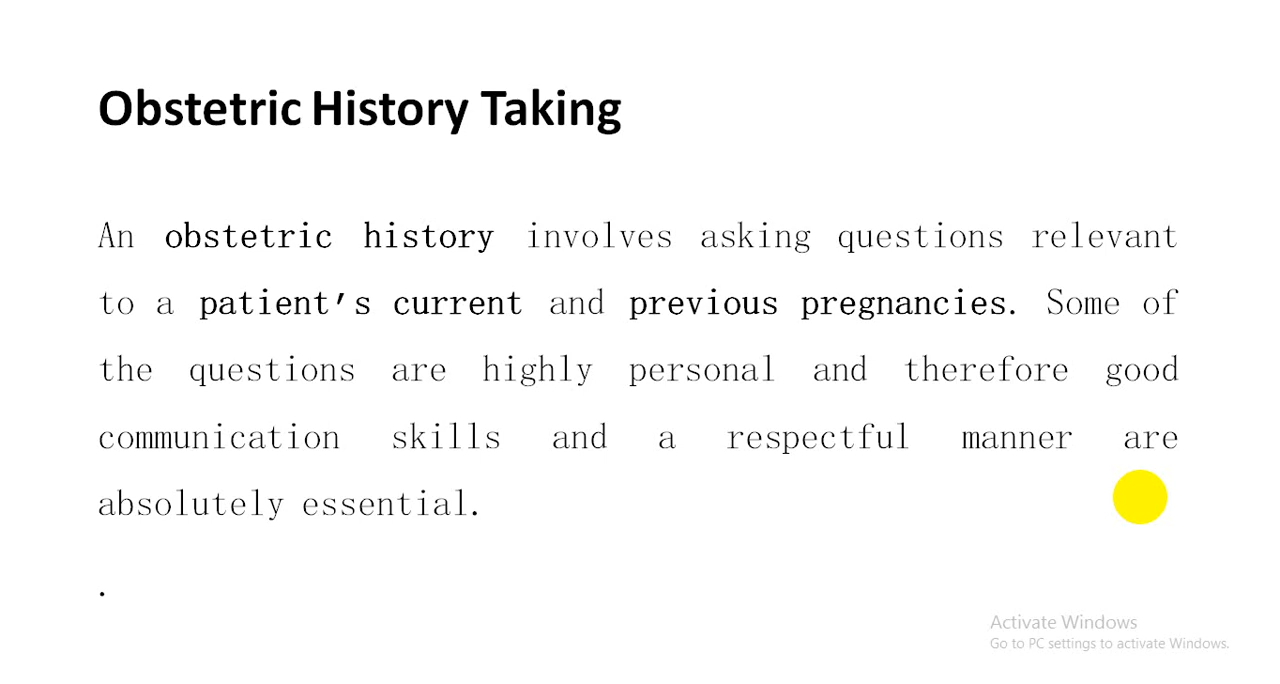 Obstetric History Taking
An obstetric history involves asking questions relevant
to a patient's current and previous pregnancies. Some of
the questions are highly personal and therefore good
communication skills and a respectful manner are
absolutely essential.
.
Activate Windows
Go to PC settings to activate Windows.